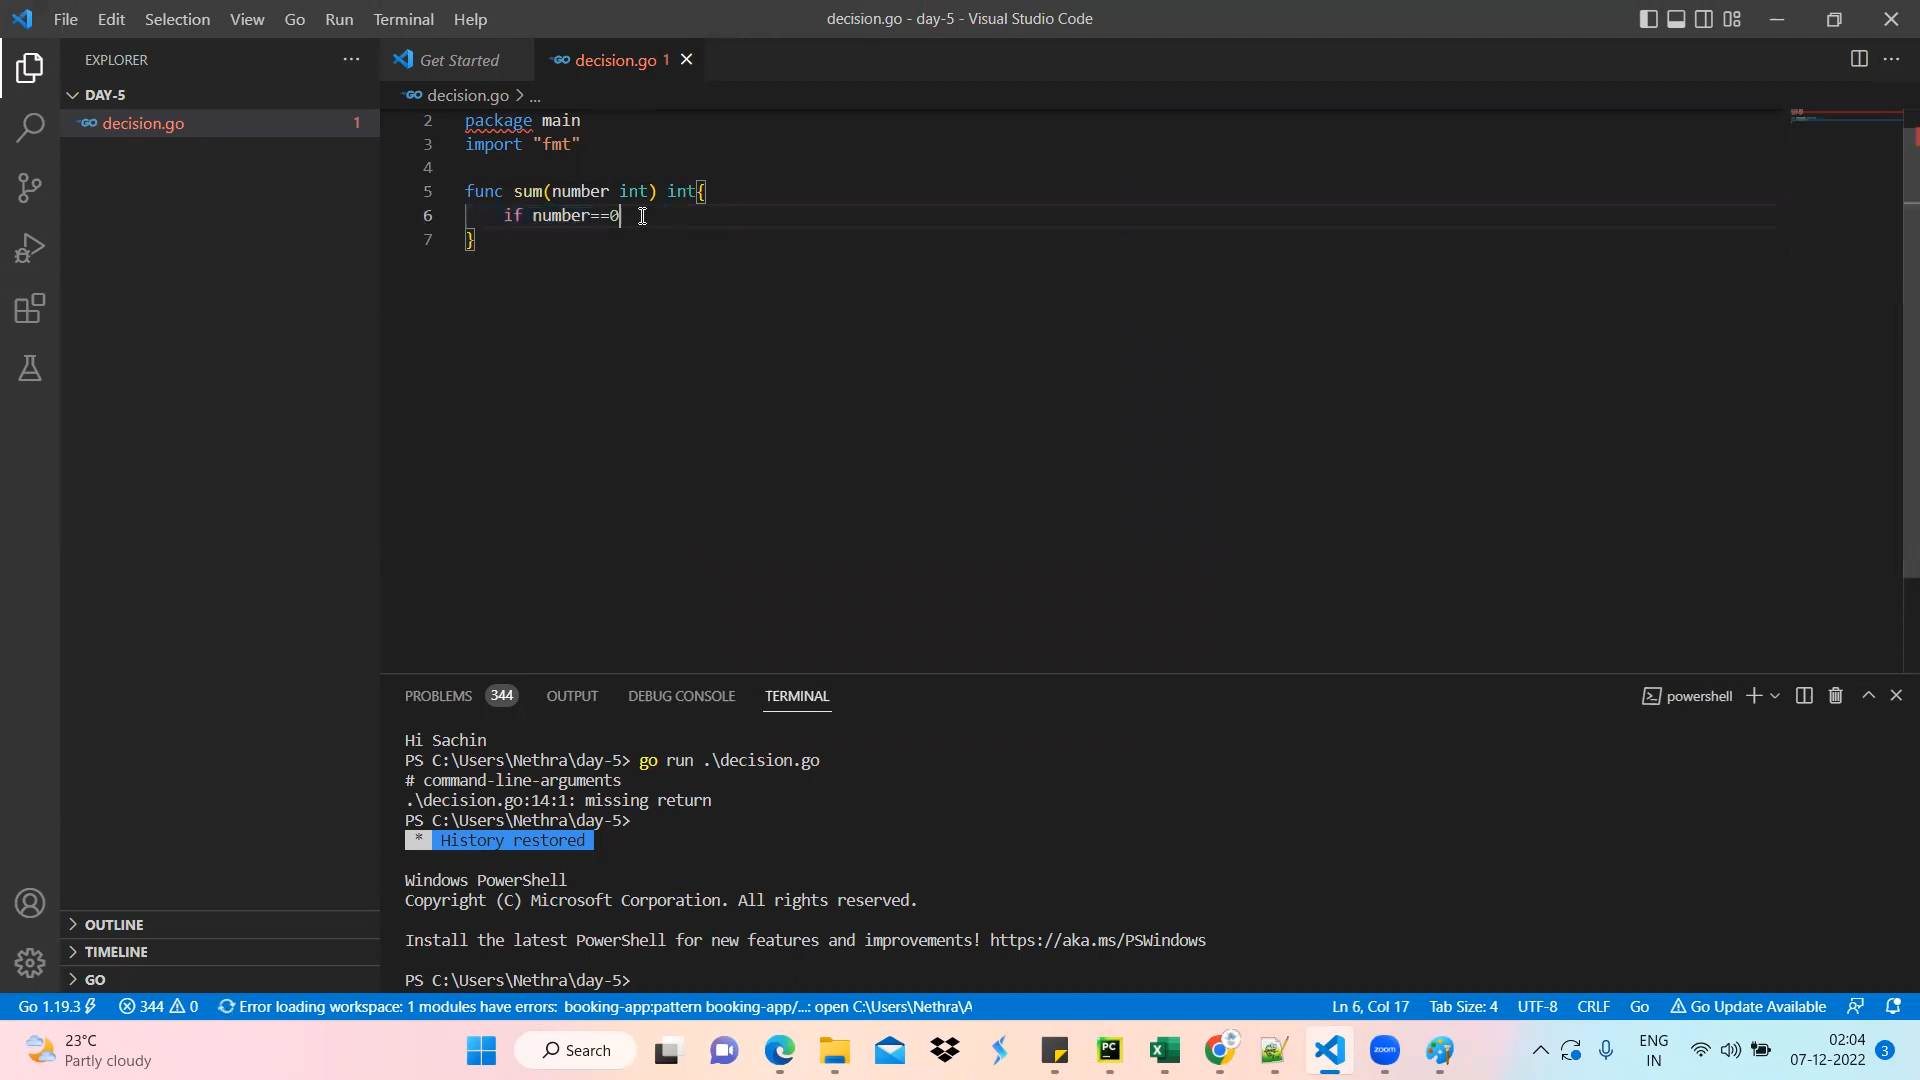 File Edit Selection View Go Run Terminal Help
decision.go - day-5 - Visual Studio Code
EXPLORER
DAY-5
GO decision.go 1
OUTLINE
TIMELINE
GO
Get Started
GO decision.go 1
GO decision.go > ...
2 package main
3 import "fmt"
4
5 func sum(number int) int{
6 if number==0
7 }
PROBLEMS 344 OUTPUT DEBUG CONSOLE TERMINAL
powershell
Hi Sachin
PS C:\Users\Nethra\day-5> go run .\decision.go
# command-line-arguments
.\decision.go:14:1: missing return
PS C:\Users\Nethra\day-5>
* History restored
Windows PowerShell
Copyright (C) Microsoft Corporation. All rights reserved.
Install the latest PowerShell for new features and improvements! https://aka.ms/PSWindows
PS C:\Users\Nethra\day-5>
Go 1.19.3 344 0 Error loading workspace: 1 modules have errors: booking-app:pattern booking-app/...: open C:\Users\Nethra\A
Ln 6, Col 17 Tab Size: 4 UTF-8 CRLF Go Go Update Available
23°C
Partly cloudy
Search
PC
zoom
ENG
IN
02:04
07-12-2022
3